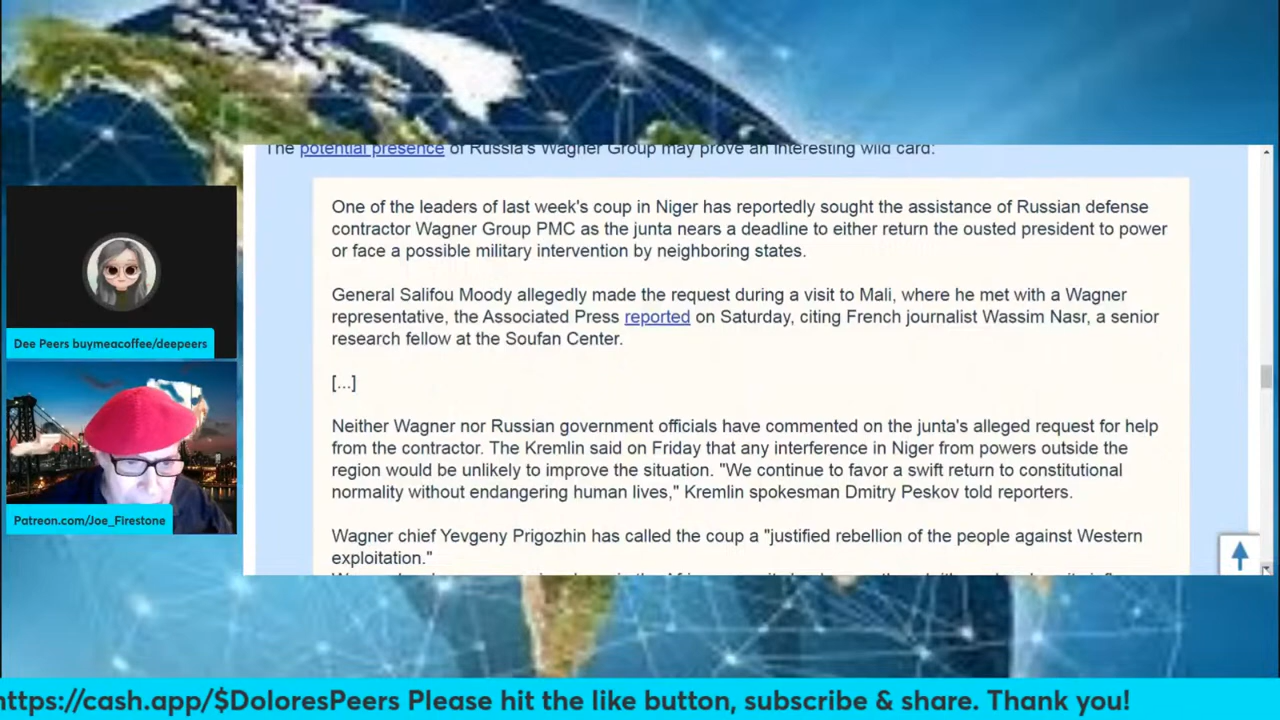 The potential presence of Russia's Wagner Group may prove an interesting wild card:
One of the leaders of last week's coup in Niger has reportedly sought the assistance of Russian defense
contractor Wagner Group PMC as the junta nears a deadline to either return the ousted president to power
or face a possible military intervention by neighboring states.
General Salifou Moody allegedly made the request during a visit to Mali, where he met with a Wagner
representative, the Associated Press reported on Saturday, citing French journalist Wassim Nasr, a senior
research fellow at the Soufan Center.
[...]
Neither Wagner nor Russian government officials have commented on the junta's alleged request for help
from the contractor. The Kremlin said on Friday that any interference in Niger from powers outside the
region would be unlikely to improve the situation. "We continue to favor a swift return to constitutional
normality without endangering human lives," Kremlin spokesman Dmitry Peskov told reporters.
Wagner chief Yevgeny Prigozhin has called the coup a "justified rebellion of the people against Western
exploitation."
Dee Peers buymeacoffee/deepeers
Patreon.com/Joe_Firestone
https://cash.app/$DoloresPeers Please hit the like button, subscribe & share. Thank you!